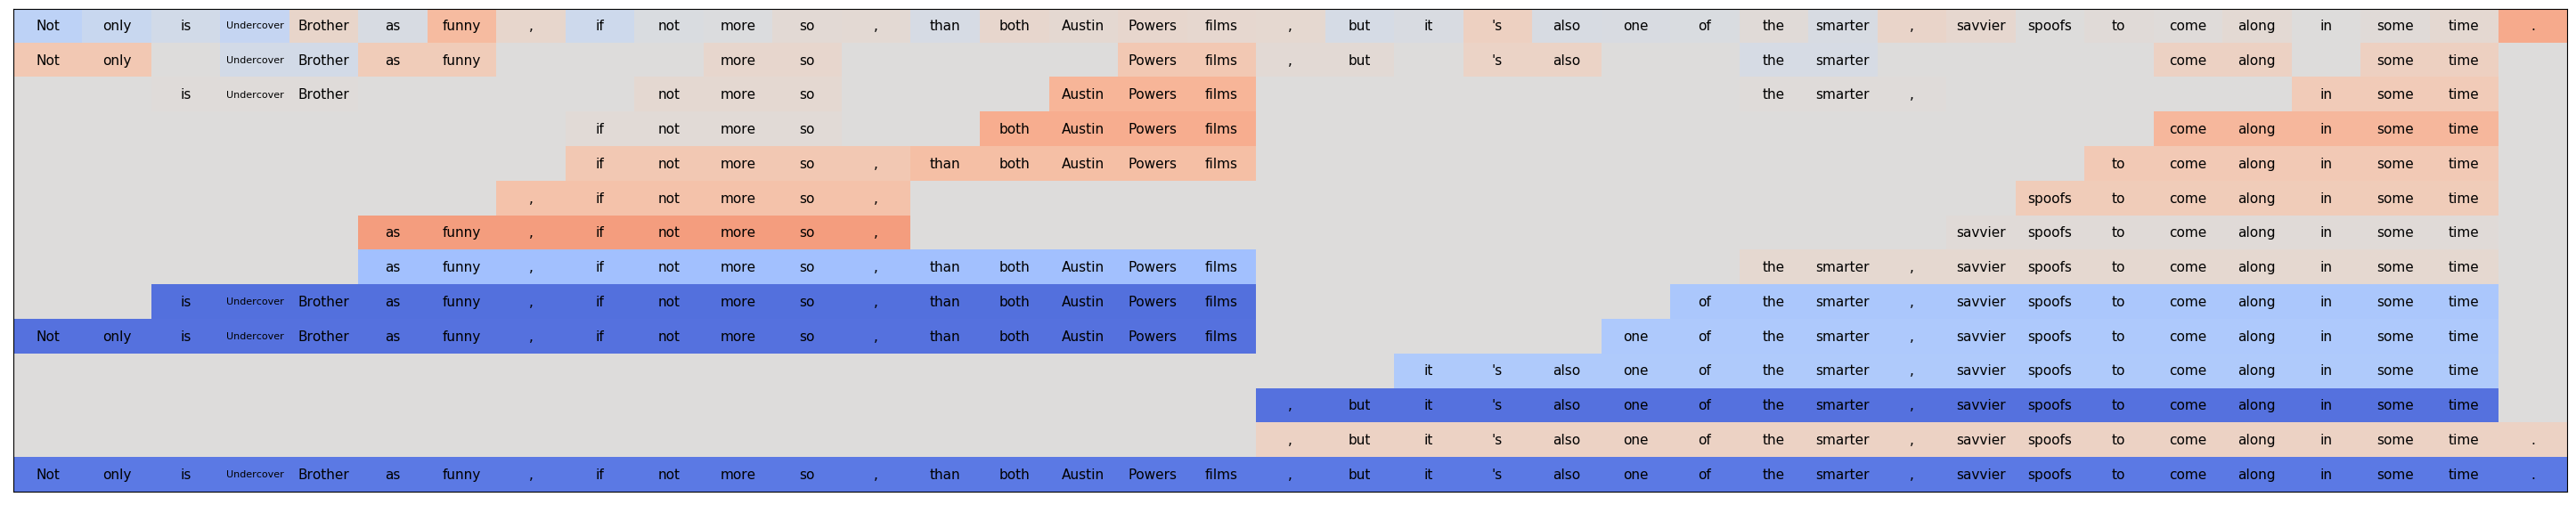 Not only is Undercover Brother as funny , if not more so , than both Austin Powers films , but it 's also one of the smarter , savvier spoofs to come along in some time .
Not only Undercover Brother as funny more so Powers films , but 's also the smarter come along some time
is Undercover Brother not more so Austin Powers films the smarter , in some time
if not more so both Austin Powers films come along in some time
if not more so , than both Austin Powers films to come along in some time
, if not more so , spoofs to come along in some time
as funny , if not more so , savvier spoofs to come along in some time
as funny , if not more so , than both Austin Powers films the smarter , savvier spoofs to come along in some time
is Undercover Brother as funny , if not more so , than both Austin Powers films of the smarter , savvier spoofs to come along in some time
Not only is Undercover Brother as funny , if not more so , than both Austin Powers films one of the smarter , savvier spoofs to come along in some time
it 's also one of the smarter , savvier spoofs to come along in some time
, but it 's also one of the smarter , savvier spoofs to come along in some time
, but it 's also one of the smarter , savvier spoofs to come along in some time .
Not only is Undercover Brother as funny , if not more so , than both Austin Powers films , but it 's also one of the smarter , savvier spoofs to come along in some time .